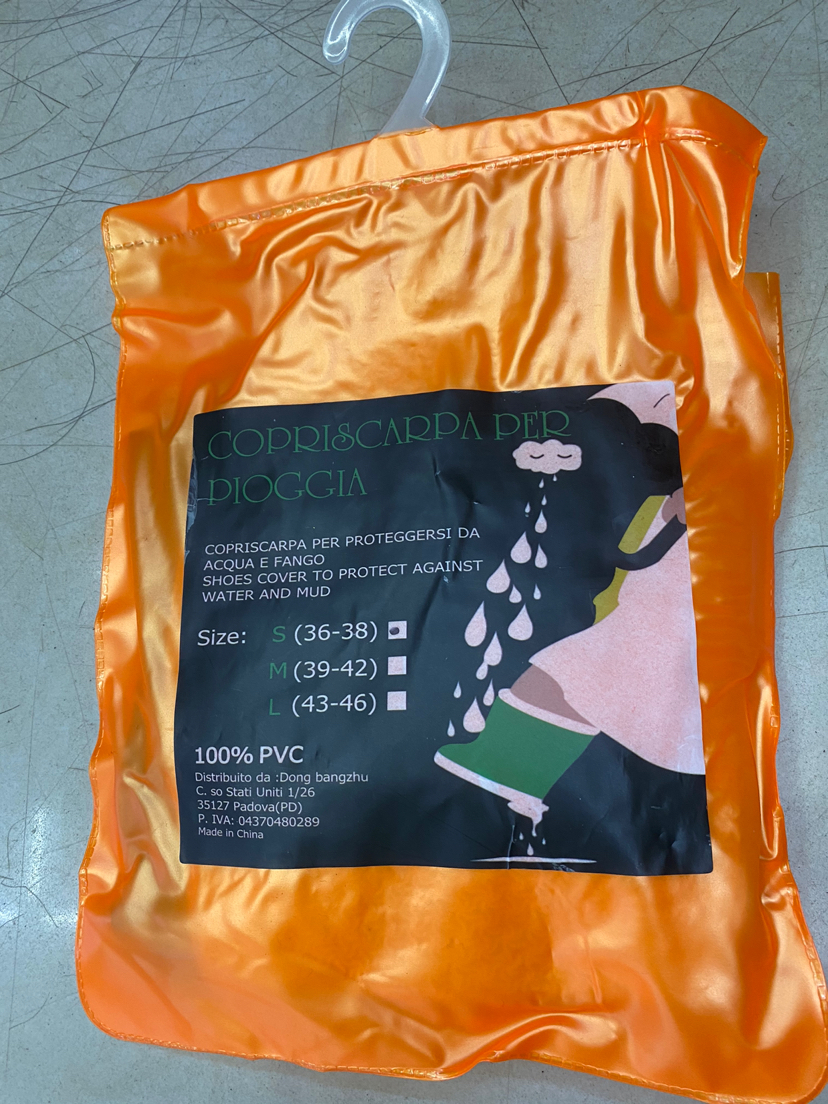 COPRISCARPA PER
PIOGGIA
COPRISCARPA PER PROTEGGERSI DA
ACQUA E FANGO
SHOES COVER TO PROTECT AGAINST
WATER AND MUD
Size: S (36-38)
M (39-42)
L (43-46)
100% PVC
Distribuito da :Dong bangzhu
C. so Stati Uniti 1/26
35127 Padova(PD)
P. IVA: 04370480289
Made in China